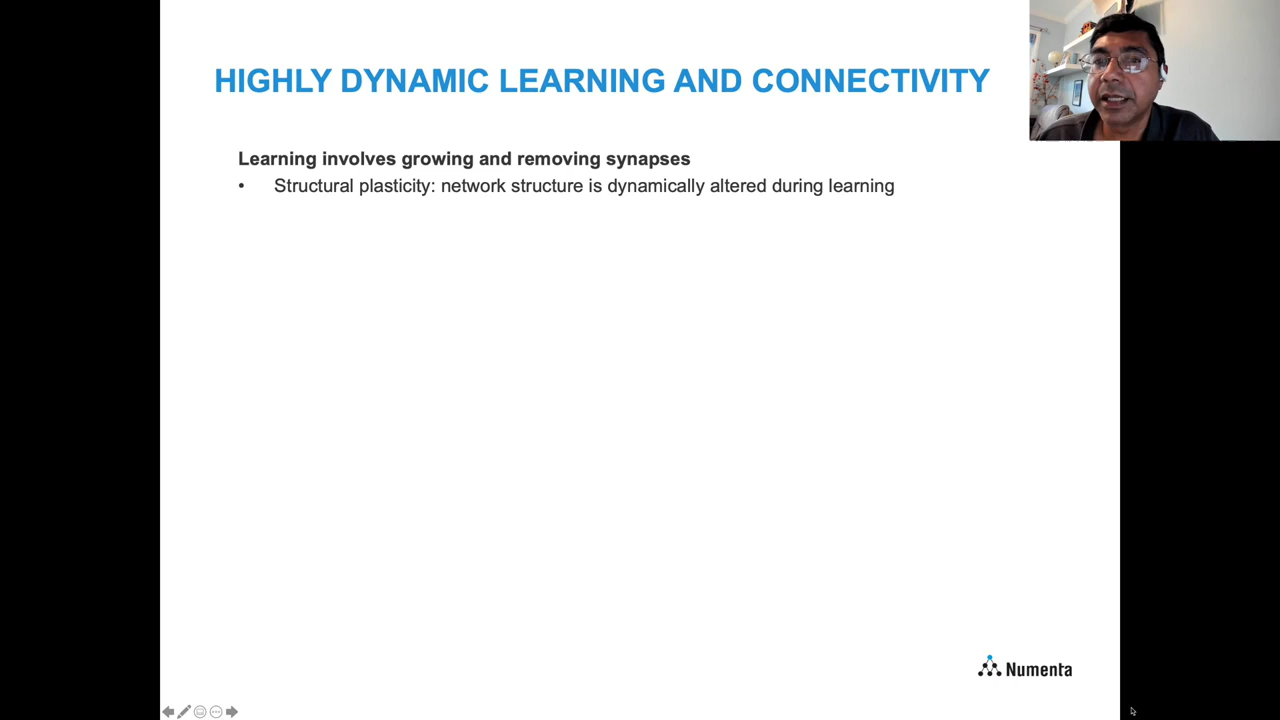 HIGHLY DYNAMIC LEARNING AND CONNECTIVITY
Learning involves growing and removing synapses
• Structural plasticity: network structure is dynamically altered during learning
Numenta